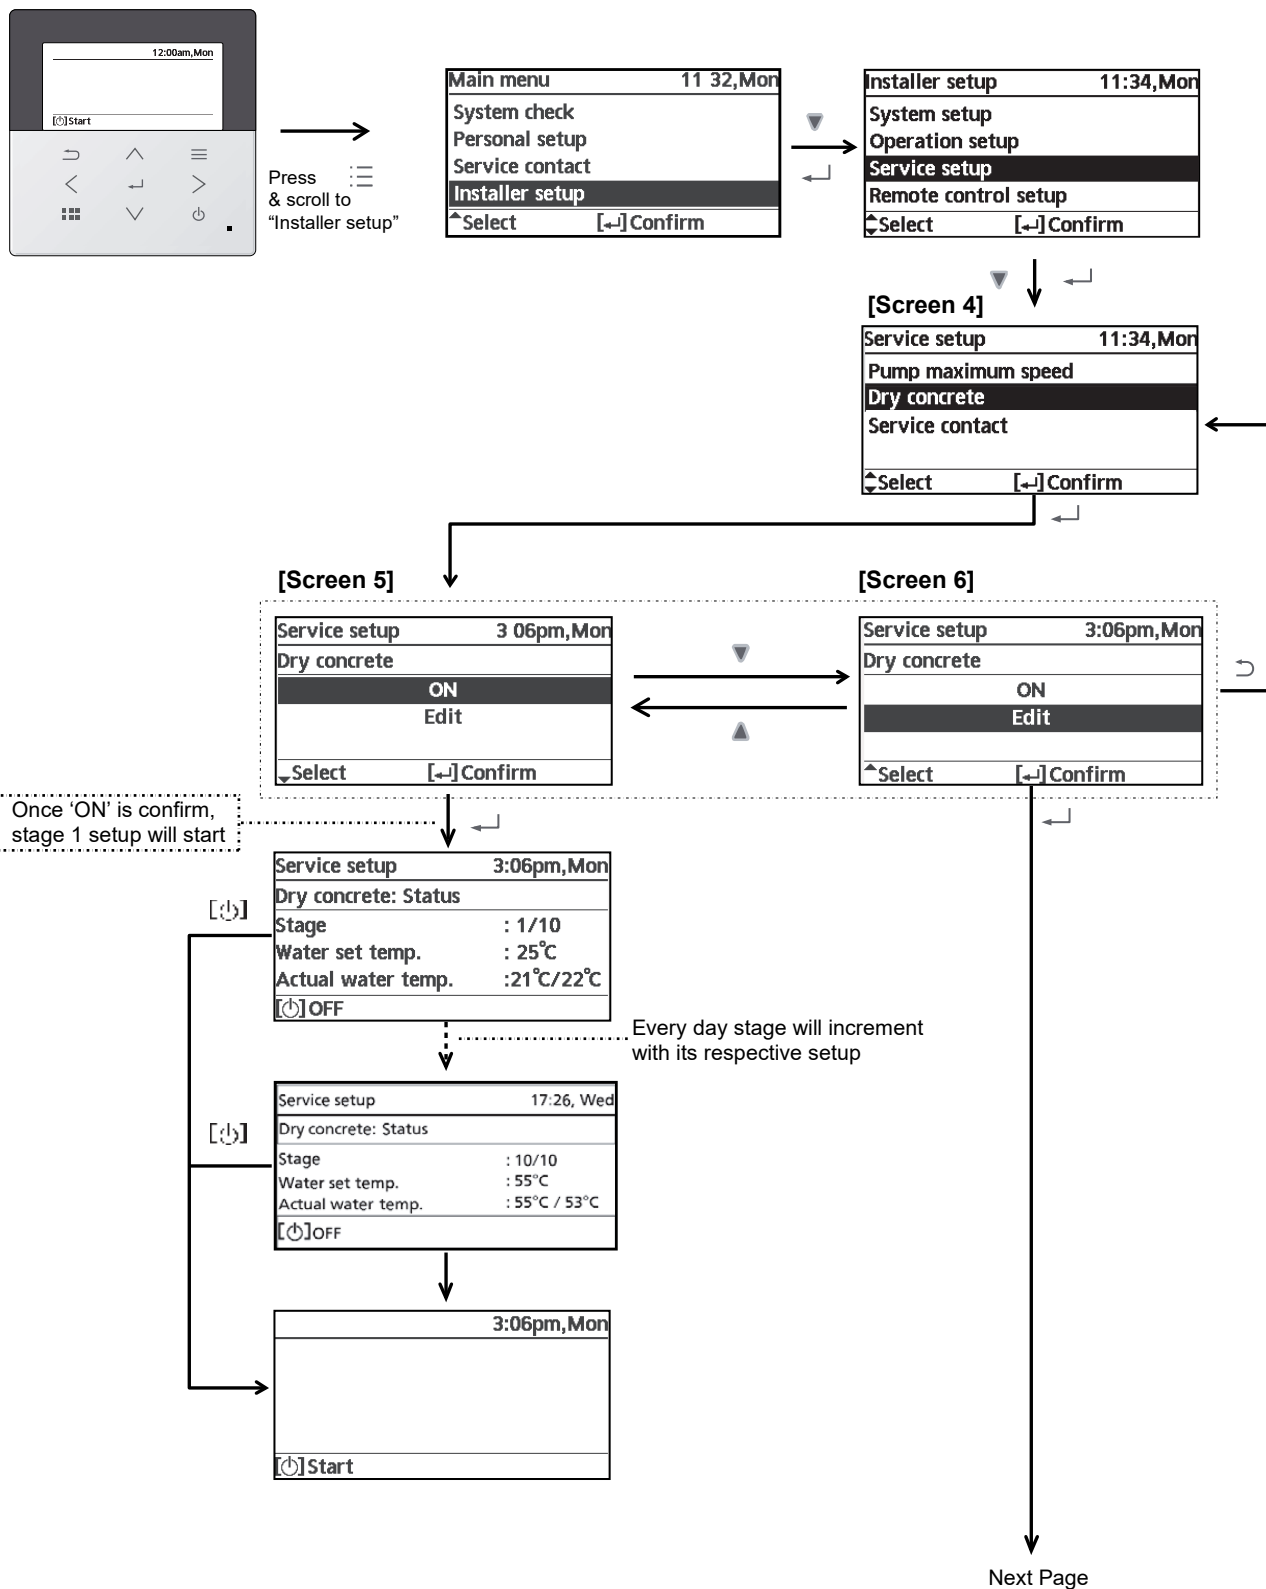 12:00am,Mon
[⏻]Start
Press
& scroll to
“Installer setup”
Main menu 11 32,Mon
System check
Personal setup
Service contact
Installer setup
Select [↵]Confirm
Installer setup 11:34,Mon
System setup
Operation setup
Service setup
Remote control setup
Select [↵]Confirm
[Screen 4]
Service setup 11:34,Mon
Pump maximum speed
Dry concrete
Service contact
Select [↵]Confirm
[Screen 5]
Service setup 3 06pm,Mon
Dry concrete
ON
Edit
Select [↵]Confirm
[Screen 6]
Service setup 3:06pm,Mon
Dry concrete
ON
Edit
Select [↵]Confirm
Once ‘ON’ is confirm,
stage 1 setup will start
[⏻]
Service setup 3:06pm,Mon
Dry concrete: Status
Stage : 1/10
Water set temp. : 25°C
Actual water temp. :21°C/22°C
[⏻]OFF
Every day stage will increment
with its respective setup
[⏻]
Service setup 17:26, Wed
Dry concrete: Status
Stage : 10/10
Water set temp. : 55°C
Actual water temp. : 55°C / 53°C
[⏻]OFF
3:06pm,Mon
[⏻]Start
Next Page